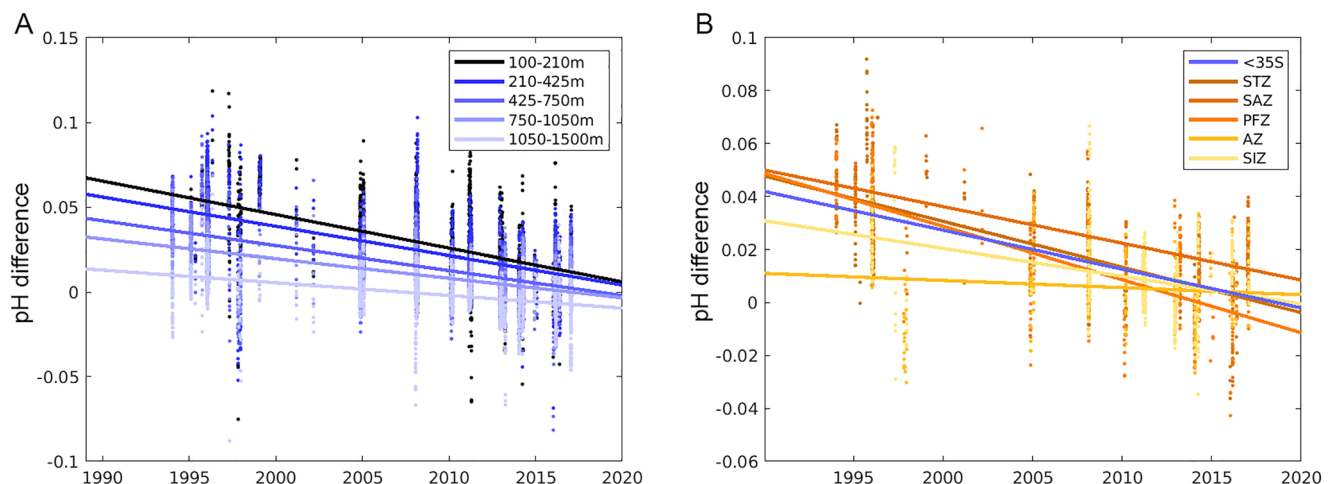 A
pH difference
0.15
0.1
0.05
0
-0.05
-0.1
1990 1995 2000 2005 2010 2015 2020
100-210m
210-425m
425-750m
750-1050m
1050-1500m
B
pH difference
0.1
0.08
0.06
0.04
0.02
0
-0.02
-0.04
-0.06
1995 2000 2005 2010 2015 2020
<35S
STZ
SAZ
PFZ
AZ
SIZ